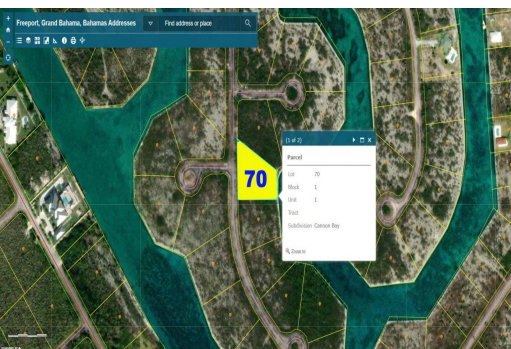 Freeport, Grand Bahama, Bahamas Addresses
Find address or place
(1 of 2)
Parcel
Lot 70
Block 1
Unit 1
Subdivision Cannon Bay
Zoom to
70